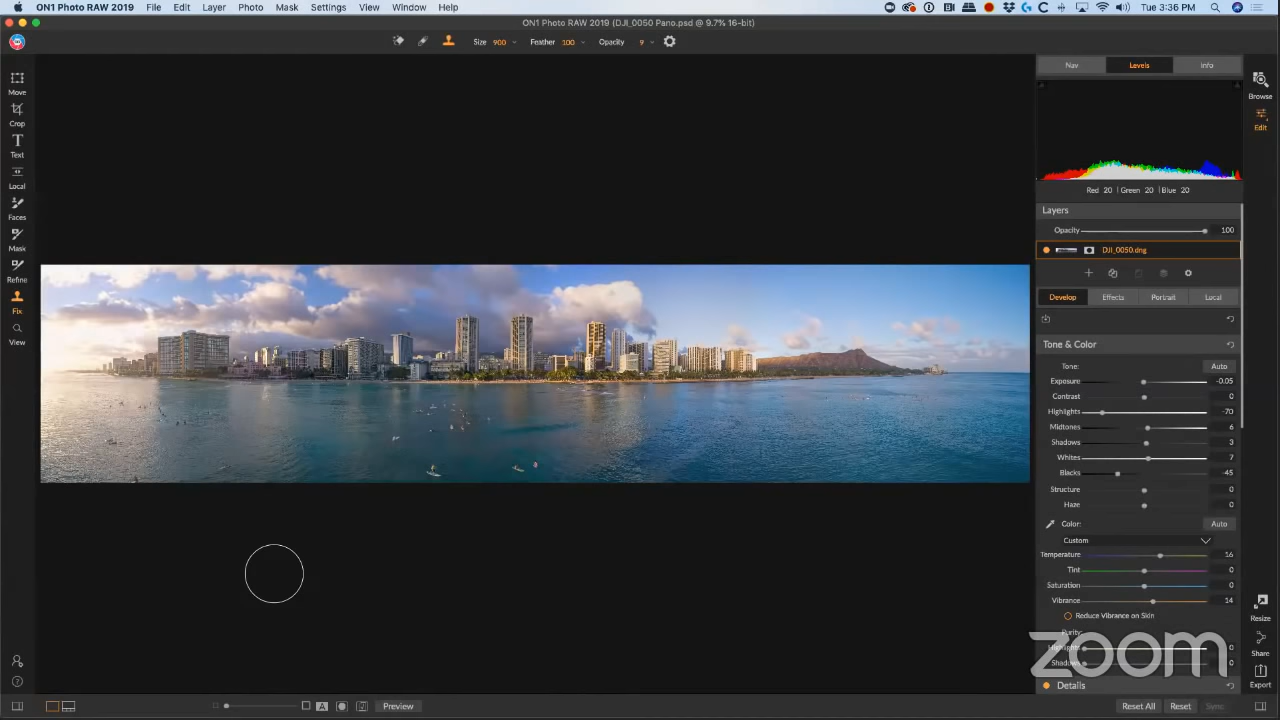 ON1 Photo RAW 2019 File Edit Layer Photo Mask Settings View Window Help Tue 3:36 PM
ON1 Photo RAW 2019 (DJI_0050 Pano.psd @ 9.7% 16-bit)
Size 900 Feather 100 Opacity 9
Move
Crop
Text
Local
Faces
Mask
Refine
Fix
View
Nav Levels Info
Red 20 Green 20 Blue 20
Layers
Opacity 100
DJI_0050.dng
Develop Effects Portrait Local
Tone & Color
Tone: Auto
Exposure -0.05
Contrast 0
Highlights -70
Midtones 6
Shadows 3
Whites 7
Blacks -45
Structure 0
Haze 0
Color: Auto
Custom
Temperature 16
Tint 0
Saturation 0
Vibrance 14
Reduce Vibrance on Skin
Purity:
Highlights 0
Shadows 0
Details
Browse
Edit
Resize
Share
Export
zoom
A Preview Reset All Reset Sync